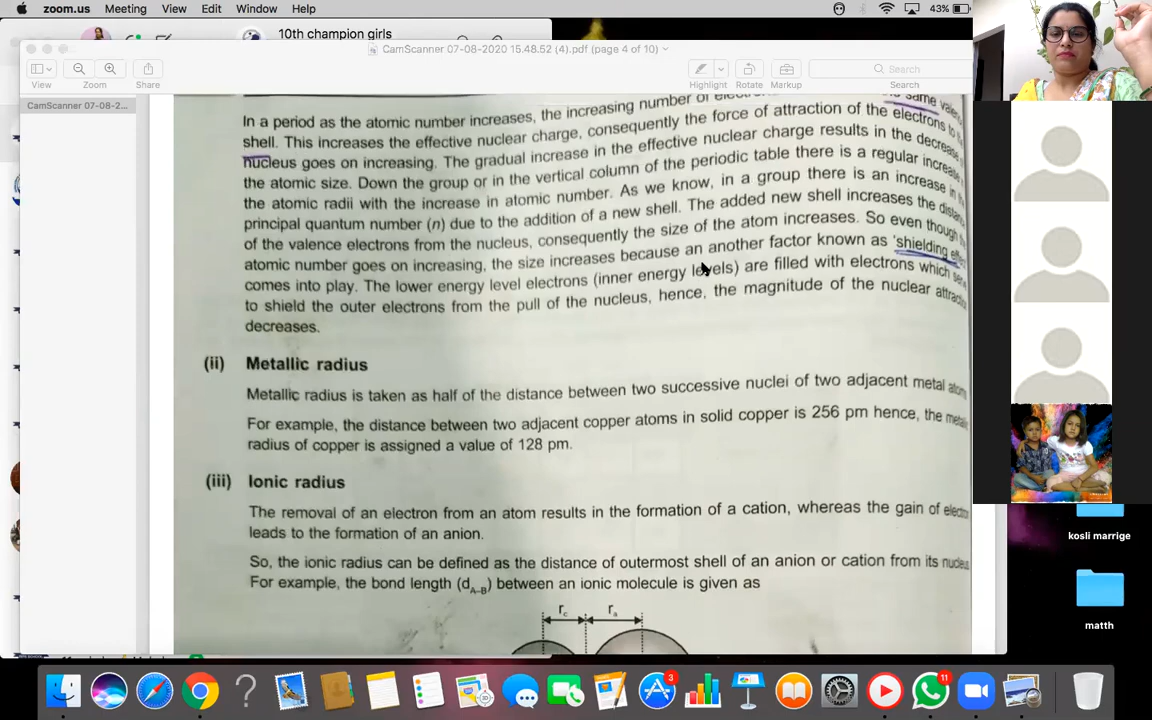 zoom.us Meeting View Edit Window Help
43%
10th champion girls
CamScanner 07-08-2020 15.48.52 (4).pdf (page 4 of 10)
View Zoom Share Highlight Rotate Markup Search
CamScanner 07-08-2...
In a period as the atomic number increases, the increasing number of same
shell. This increases the effective nuclear charge, consequently the force of attraction of the electrons to
nucleus goes on increasing. The gradual increase in the effective nuclear charge results in the
the atomic size. Down the group or in the vertical column of the periodic table there is a regular
the atomic radii with the increase in atomic number. As we know, in a group there is an increase in
principal quantum number (n) due to the addition of a new shell. The added new shell increases the
of the valence electrons from the nucleus, consequently the size of the atom increases. So even though
atomic number goes on increasing, the size increases because an another factor known as 'shielding
comes into play. The lower energy level electrons (inner energy levels) are filled with electrons which
to shield the outer electrons from the pull of the nucleus, hence, the magnitude of the nuclear
decreases.
(ii) Metallic radius
Metallic radius is taken as half of the distance between two successive nuclei of two adjacent metal
For example, the distance between two adjacent copper atoms in solid copper is 256 pm hence, the
radius of copper is assigned a value of 128 pm.
(iii) Ionic radius
The removal of an electron from an atom results in the formation of a cation, whereas the gain of
leads to the formation of an anion.
So, the ionic radius can be defined as the distance of outermost shell of an anion or cation from its
For example, the bond length (dA–B) between an ionic molecule is given as
rc ra
kosli marrige
matth
3
11